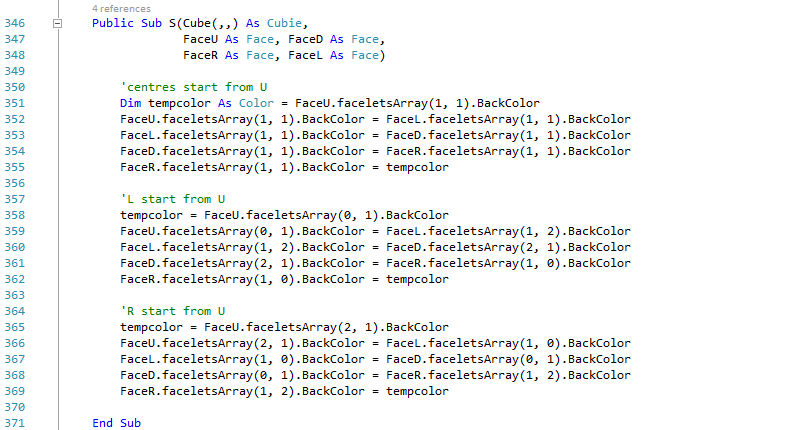 4 references
346 Public Sub S(Cube(,,) As Cubie,
347 FaceU As Face, FaceD As Face,
348 FaceR As Face, FaceL As Face)
349
350 'centres start from U
351 Dim tempcolor As Color = FaceU.faceletsArray(1, 1).BackColor
352 FaceU.faceletsArray(1, 1).BackColor = FaceL.faceletsArray(1, 1).BackColor
353 FaceL.faceletsArray(1, 1).BackColor = FaceD.faceletsArray(1, 1).BackColor
354 FaceD.faceletsArray(1, 1).BackColor = FaceR.faceletsArray(1, 1).BackColor
355 FaceR.faceletsArray(1, 1).BackColor = tempcolor
356
357 'L start from U
358 tempcolor = FaceU.faceletsArray(0, 1).BackColor
359 FaceU.faceletsArray(0, 1).BackColor = FaceL.faceletsArray(1, 2).BackColor
360 FaceL.faceletsArray(1, 2).BackColor = FaceD.faceletsArray(2, 1).BackColor
361 FaceD.faceletsArray(2, 1).BackColor = FaceR.faceletsArray(1, 0).BackColor
362 FaceR.faceletsArray(1, 0).BackColor = tempcolor
363
364 'R start from U
365 tempcolor = FaceU.faceletsArray(2, 1).BackColor
366 FaceU.faceletsArray(2, 1).BackColor = FaceL.faceletsArray(1, 0).BackColor
367 FaceL.faceletsArray(1, 0).BackColor = FaceD.faceletsArray(0, 1).BackColor
368 FaceD.faceletsArray(0, 1).BackColor = FaceR.faceletsArray(1, 2).BackColor
369 FaceR.faceletsArray(1, 2).BackColor = tempcolor
370
371 End Sub